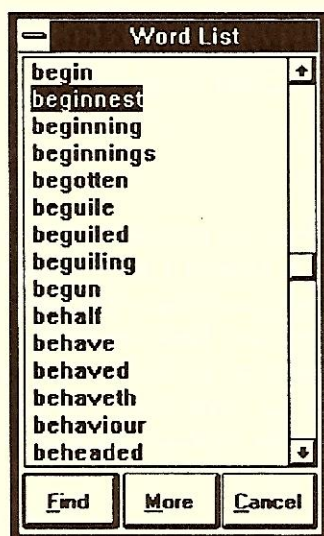 Word List
begin
beginnest
beginning
beginnings
begotten
beguile
beguiled
beguiling
begun
behalf
behave
behaved
behaveth
behaviour
beheaded
Find More Cancel